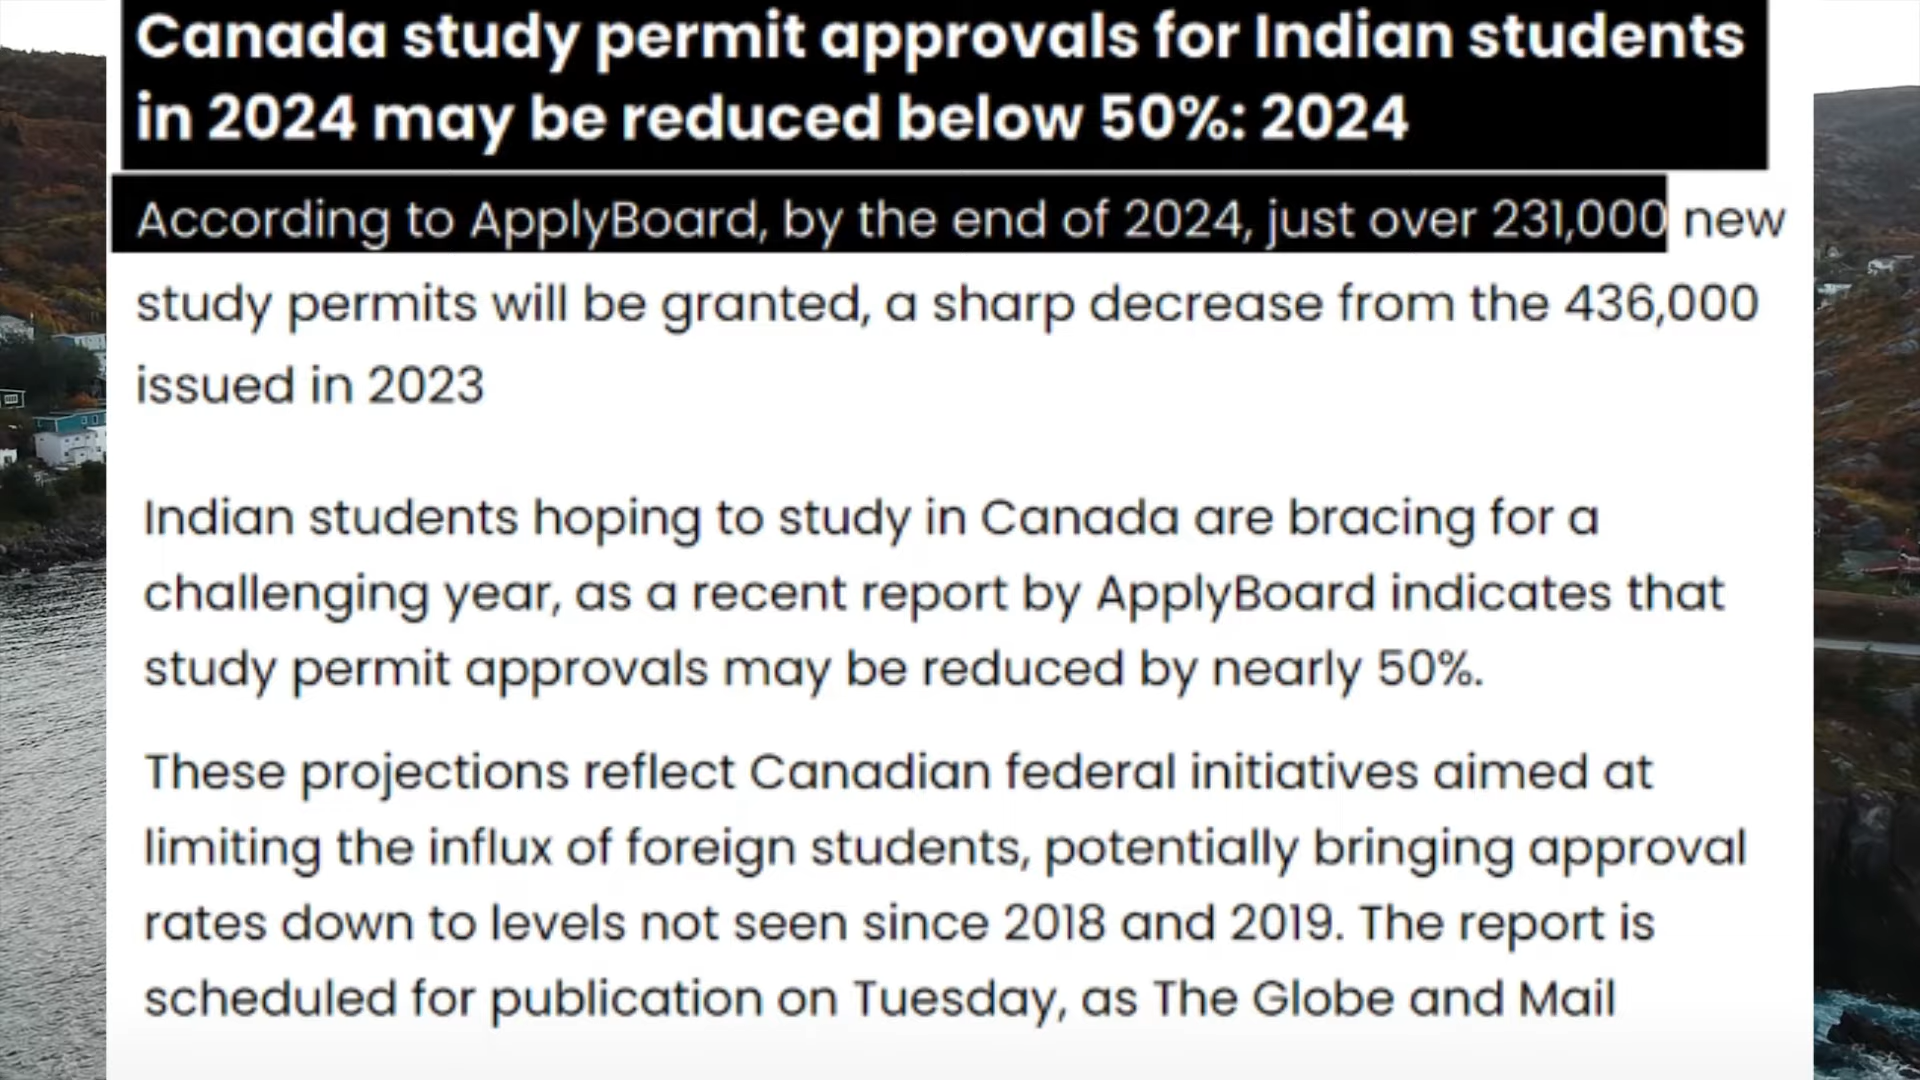 Canada study permit approvals for Indian students
in 2024 may be reduced below 50%: 2024
According to ApplyBoard, by the end of 2024, just over 231,000 new
study permits will be granted, a sharp decrease from the 436,000
issued in 2023
Indian students hoping to study in Canada are bracing for a
challenging year, as a recent report by ApplyBoard indicates that
study permit approvals may be reduced by nearly 50%.
These projections reflect Canadian federal initiatives aimed at
limiting the influx of foreign students, potentially bringing approval
rates down to levels not seen since 2018 and 2019. The report is
scheduled for publication on Tuesday, as The Globe and Mail